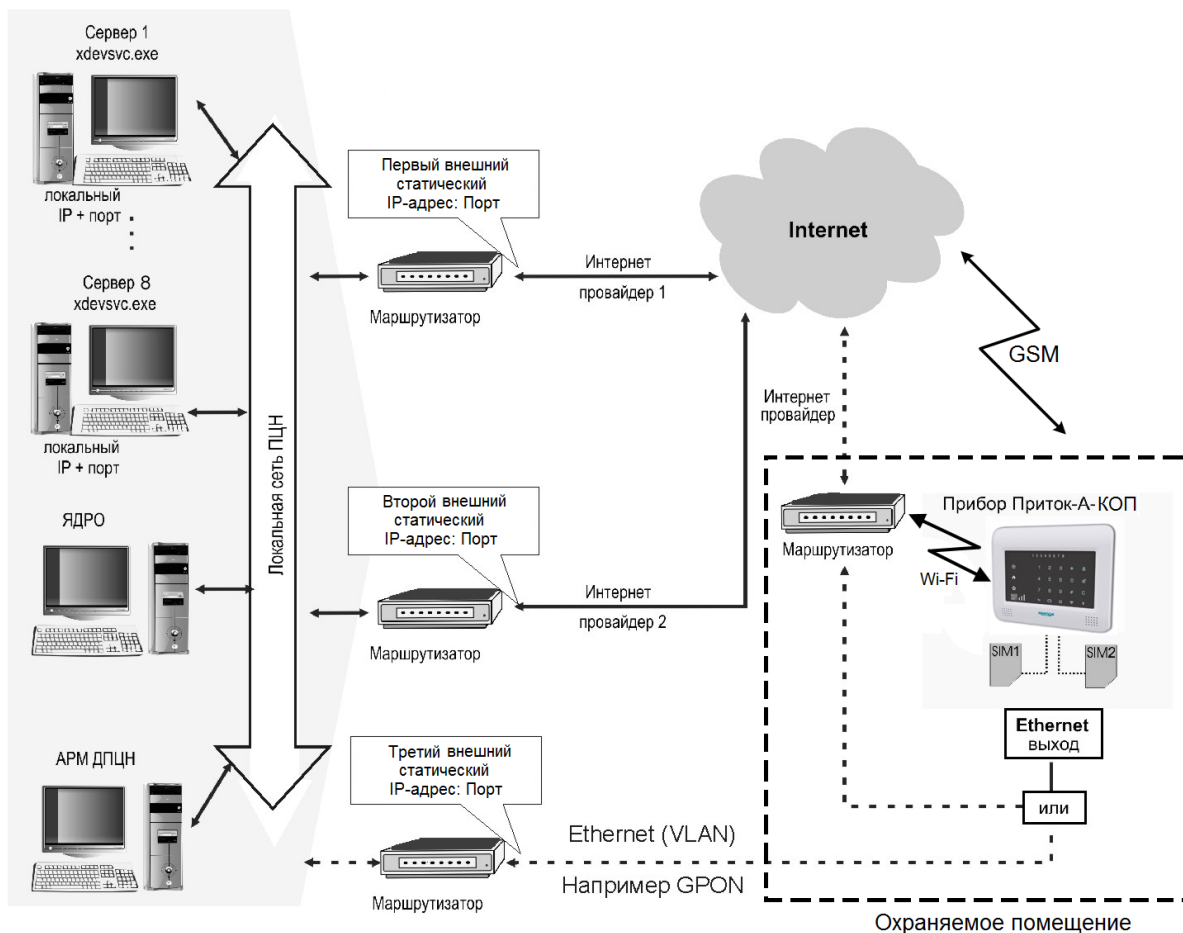 Сервер 1
xdevsvc.exe
локальный
IP + порт
Сервер 8
xdevsvc.exe
локальный
IP + порт
ЯДРО
АРМ ДПЦН
Локальная сеть ПЦН
Первый внешний
статический
IP-адрес: Порт
Маршрутизатор
Интернет
провайдер 1
Второй внешний
статический
IP-адрес: Порт
Маршрутизатор
Интернет
провайдер 2
Третий внешний
статический
IP-адрес: Порт
Маршрутизатор
Ethernet (VLAN)
Например GPON
Internet
GSM
Интернет
провайдер
Маршрутизатор
Wi-Fi
Прибор Приток-А-КОП
SIM1
SIM2
Ethernet
выход
или
Охраняемое помещение